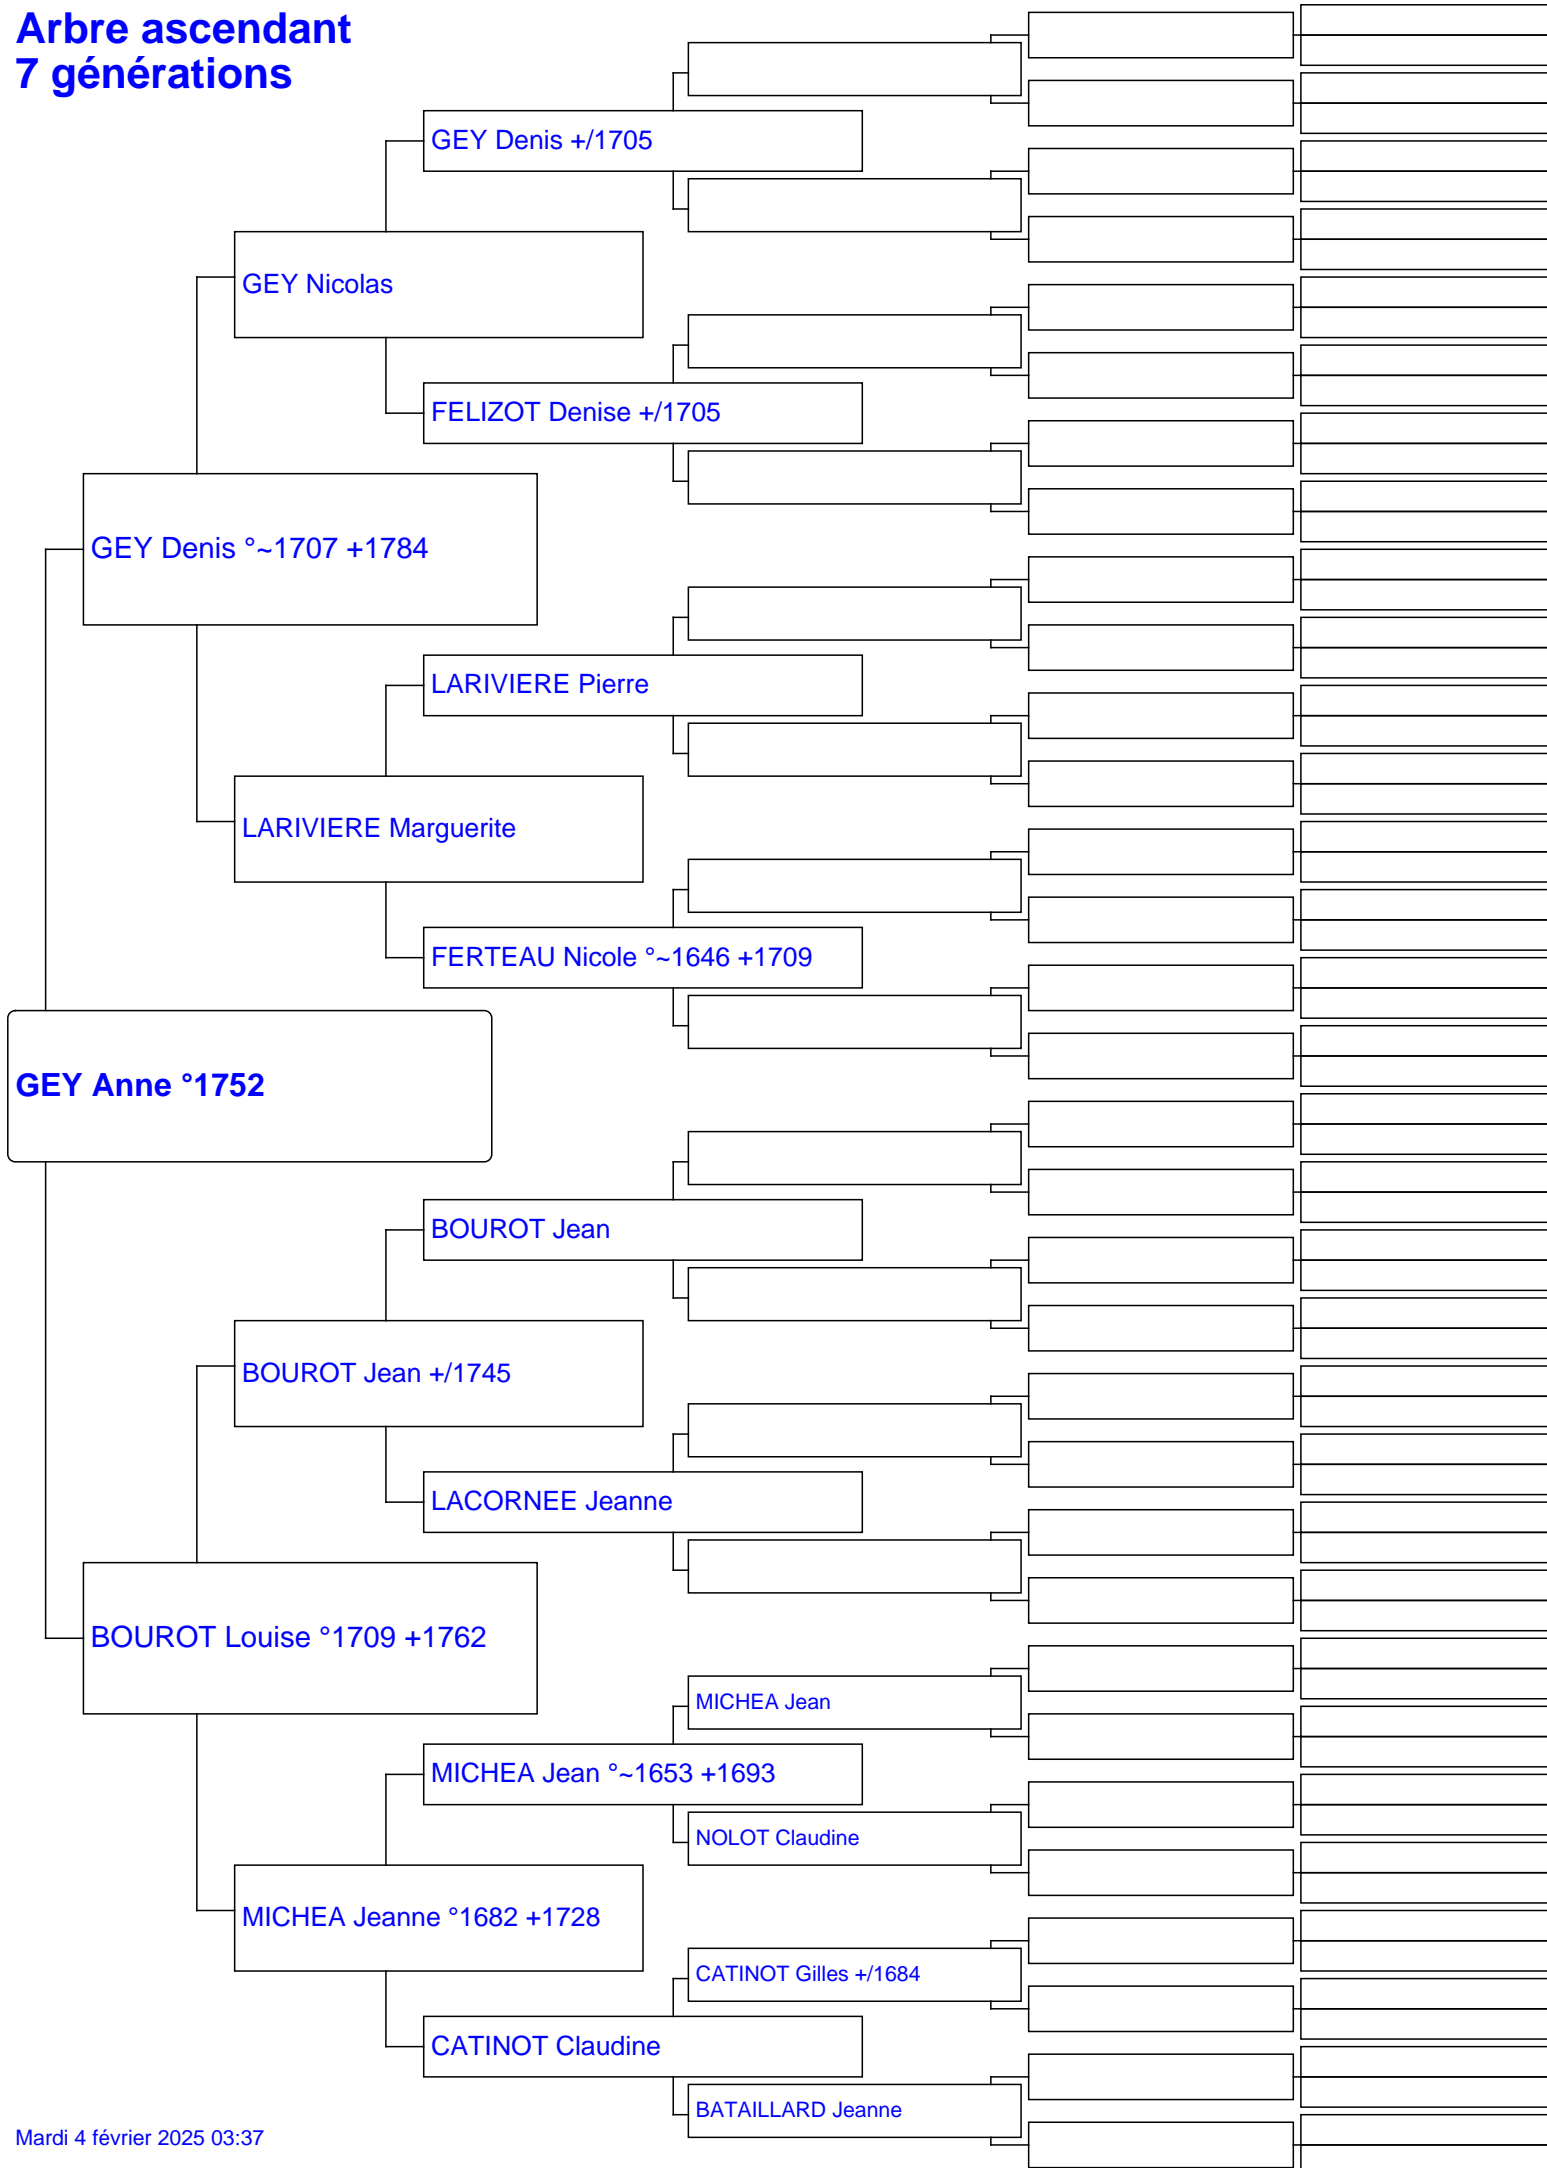 Arbre ascendant
7 générations
GEY Denis +/1705
GEY Nicolas
FELIZOT Denise +/1705
GEY Denis °~1707 +1784
LARIVIERE Pierre
LARIVIERE Marguerite
FERTEAU Nicole °~1646 +1709
GEY Anne °1752
BOUROT Jean
BOUROT Jean +/1745
LACORNEE Jeanne
BOUROT Louise °1709 +1762
MICHEA Jean
MICHEA Jean °~1653 +1693
NOLOT Claudine
MICHEA Jeanne °1682 +1728
CATINOT Gilles +/1684
CATINOT Claudine
BATAILLARD Jeanne
Mardi 4 février 2025 03:37